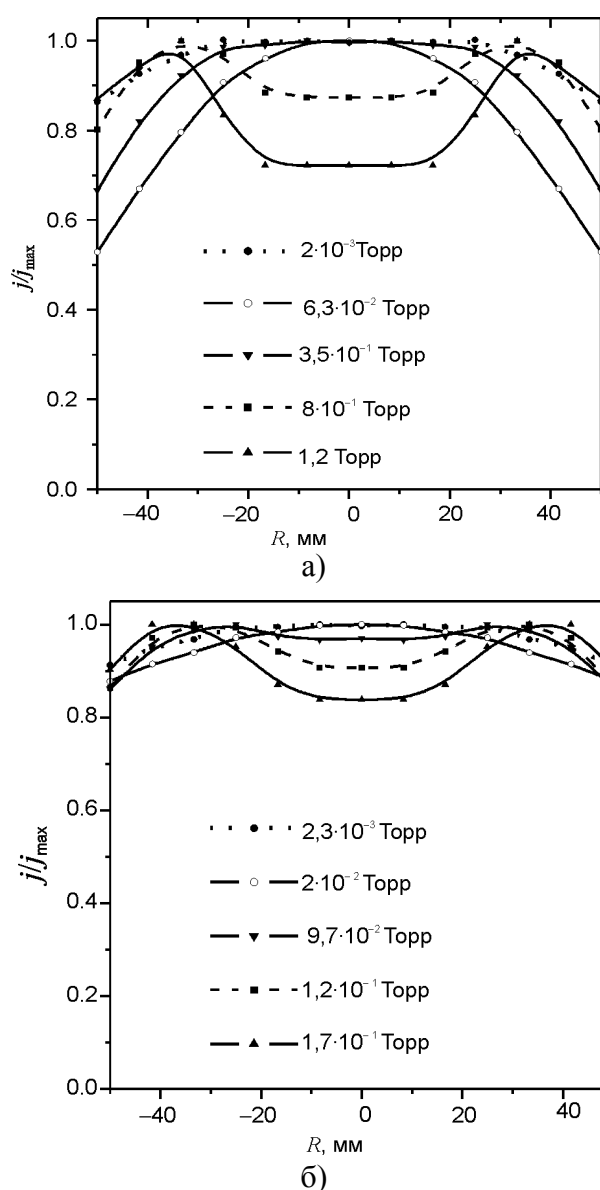 1.0
0.8
0.6
0.4
0.2
0.0
j/j_max
2·10⁻³ Торр
6,3·10⁻² Торр
3,5·10⁻¹ Торр
8·10⁻¹ Торр
1,2 Торр
−40 −20 0 20 40
R, мм
а)
1.0
0.8
0.6
0.4
0.2
0.0
j/j_max
2,3·10⁻³ Торр
2·10⁻² Торр
9,7·10⁻² Торр
1,2·10⁻¹ Торр
1,7·10⁻¹ Торр
−40 −20 0 20 40
R, мм
б)